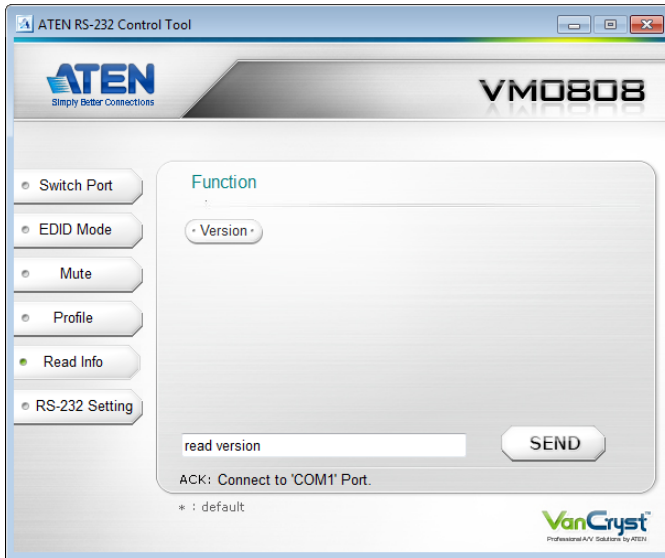 ATEN RS-232 Control Tool
ATEN
Simply Better Connections
VM0808
Switch Port
EDID Mode
Mute
Profile
Read Info
RS-232 Setting
Function
Version
read version
SEND
ACK: Connect to 'COM1' Port.
* : default
VanCryst™
Professional A/V Solutions by ATEN